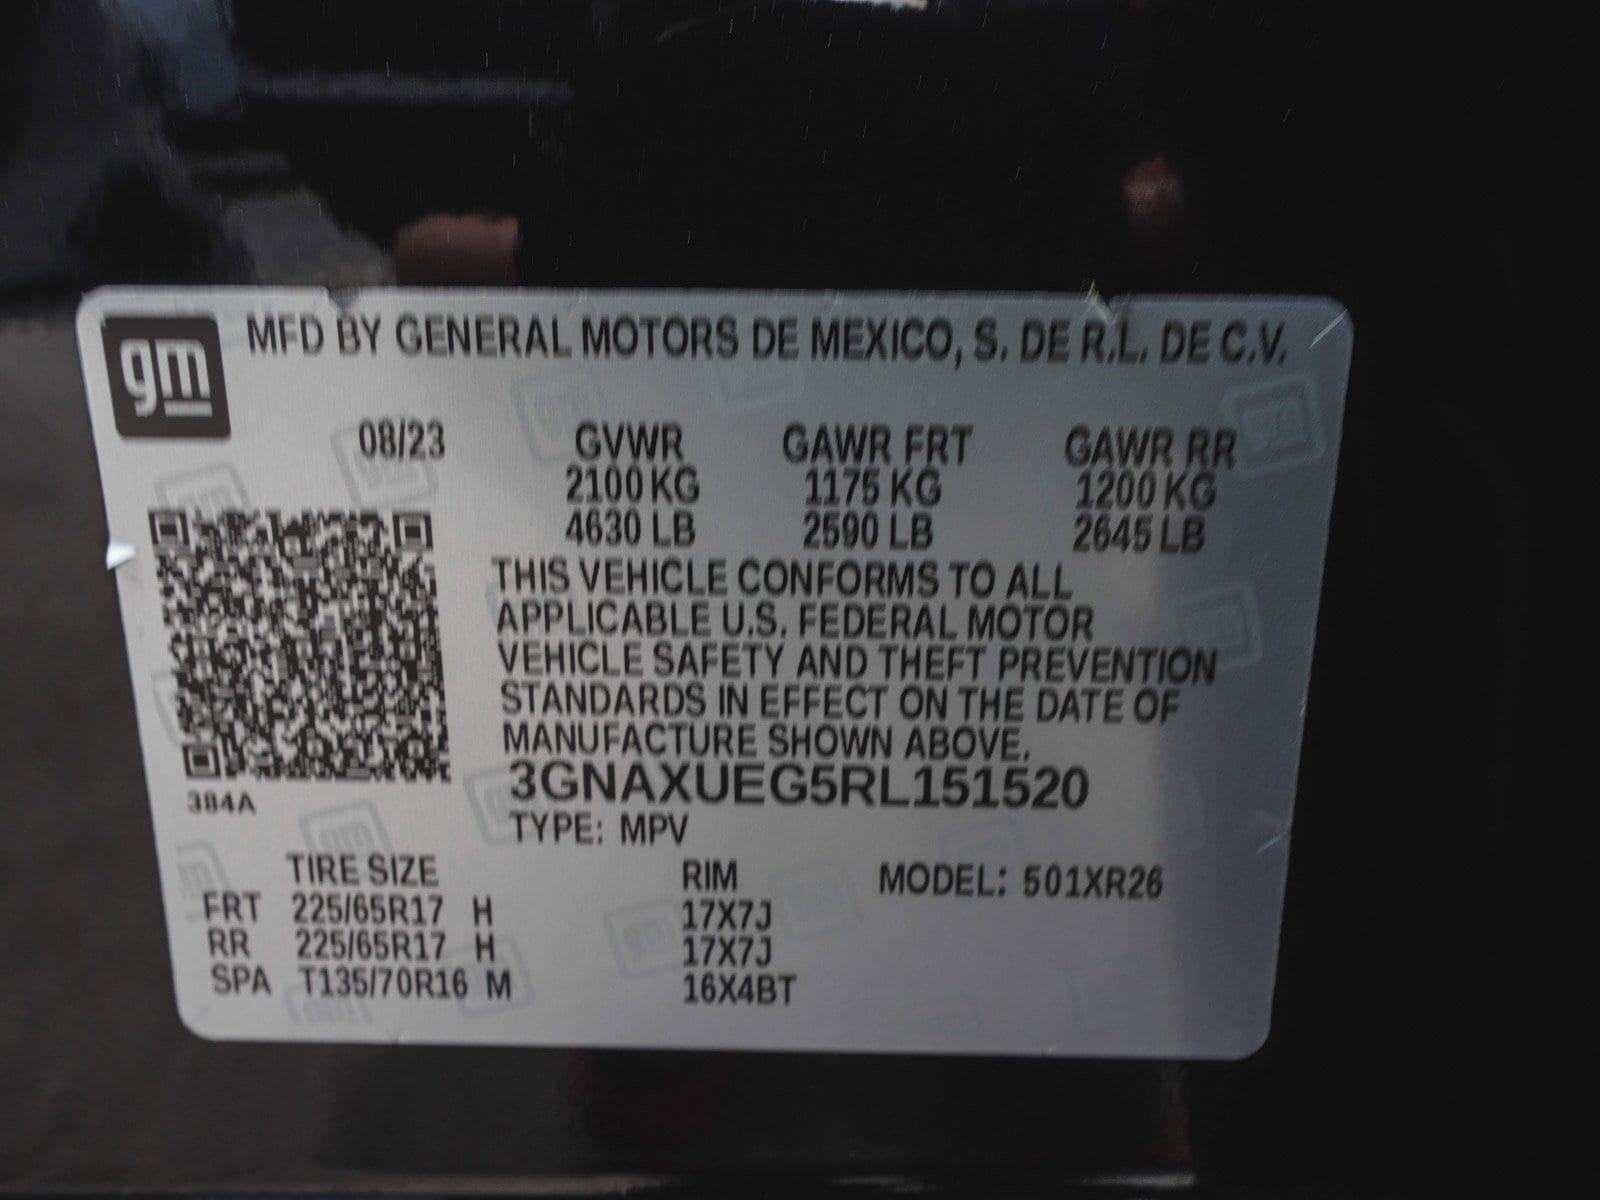 gm
MFD BY GENERAL MOTORS DE MEXICO, S. DE R.L. DE C.V.
08/23 GVWR GAWR FRT GAWR RR
2100 KG 1175 KG 1200 KG
4630 LB 2590 LB 2645 LB
THIS VEHICLE CONFORMS TO ALL
APPLICABLE U.S. FEDERAL MOTOR
VEHICLE SAFETY AND THEFT PREVENTION
STANDARDS IN EFFECT ON THE DATE OF
MANUFACTURE SHOWN ABOVE.
3GNAXUEG5RL151520
384A
TYPE: MPV
TIRE SIZE RIM MODEL: 501XR26
FRT 225/65R17 H 17X7J
RR 225/65R17 H 17X7J
SPA T135/70R16 M 16X4BT